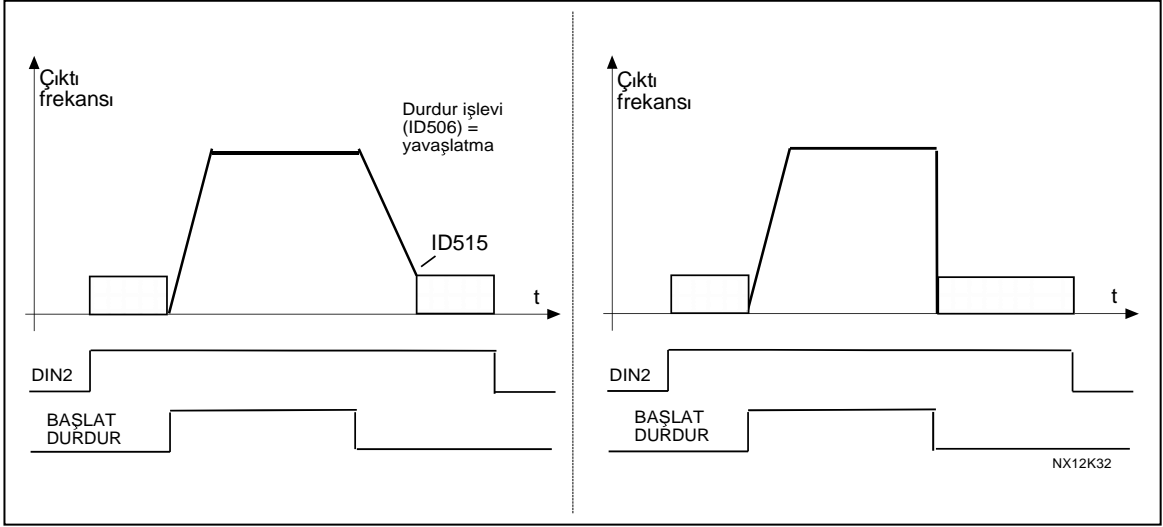 Çıktı
frekansı
Durdur işlevi
(ID506) =
yavaşlatma
ID515
t
DIN2
BAŞLAT
DURDUR
Çıktı
frekansı
t
DIN2
BAŞLAT
DURDUR
NX12K32